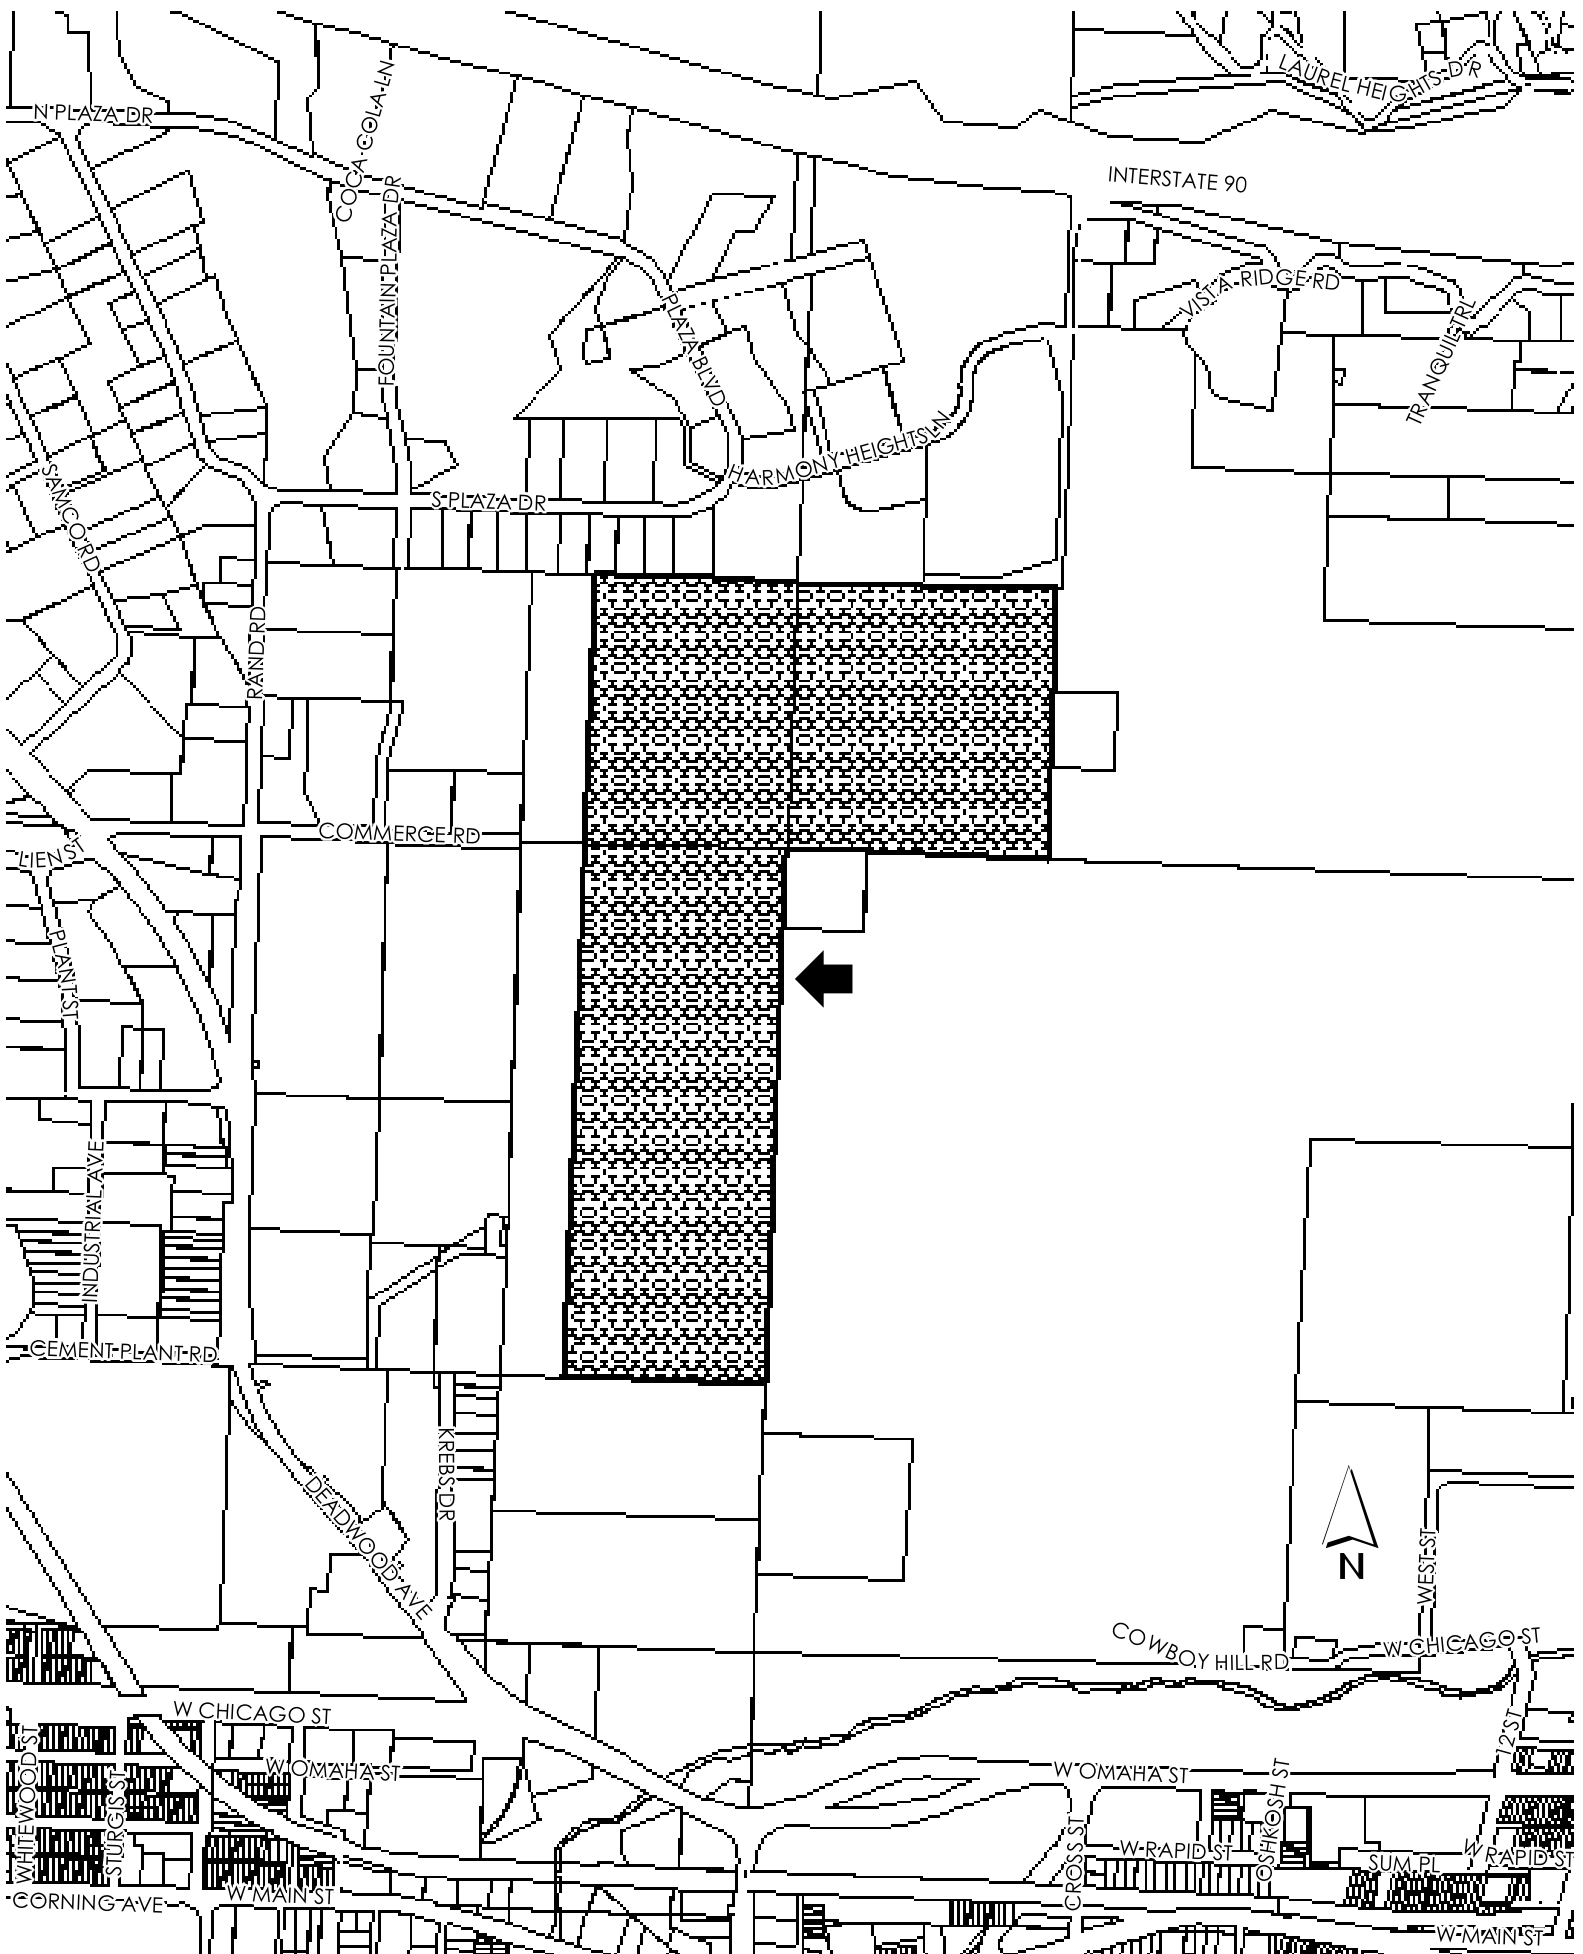 LAUREL HEIGHTS DR
N PLAZA DR
COCA COLA LN
INTERSTATE 90
FOUNTAIN PLAZA DR
VISTA RIDGE RD
PLAZA BLVD
TRANQUIL TRL
HARMONY HEIGHTS LN
SAMCO RD
S PLAZA DR
RAND RD
COMMERCE RD
LIEN ST
PLANT ST
INDUSTRIAL AVE
CEMENT PLANT RD
KREBS DR
DEADWOOD AVE
N
WEST ST
COWBOY HILL RD
W CHICAGO ST
W CHICAGO ST
12 ST
WHITEWOOD ST
STURGIS ST
W OMAHA ST
W OMAHA ST
OSHKOSH ST
CROSS ST
W RAPID ST
SUM PL
W RAPID ST
CORNING AVE
W MAIN ST
W MAIN ST